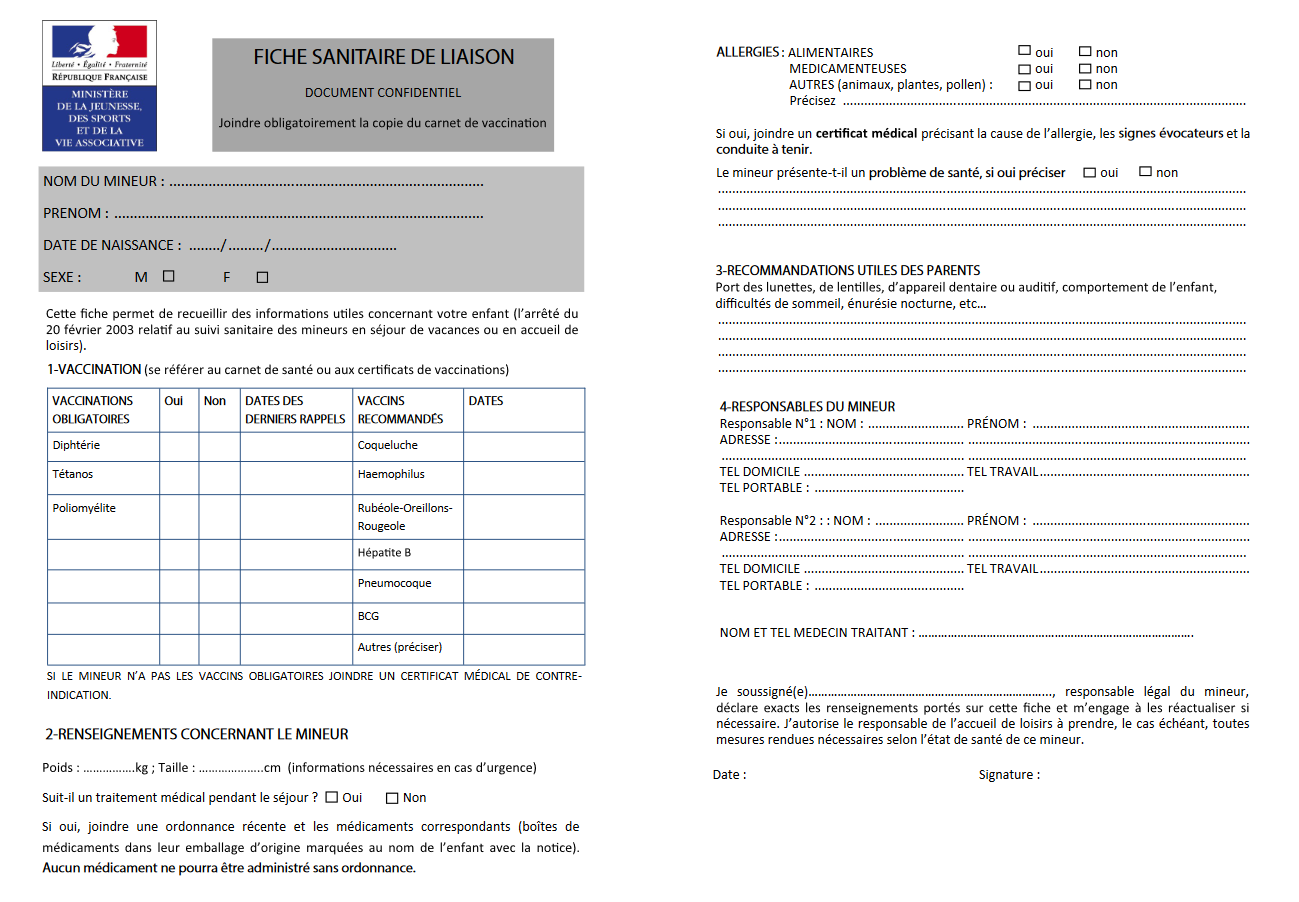 Liberté • Égalité • Fraternité
RÉPUBLIQUE FRANÇAISE
MINISTÈRE
DE LA JEUNESSE,
DES SPORTS
ET DE LA
VIE ASSOCIATIVE
FICHE SANITAIRE DE LIAISON
DOCUMENT CONFIDENTIEL
Joindre obligatoirement la copie du carnet de vaccination
NOM DU MINEUR : ................................................................................
PRENOM : ..............................................................................................
DATE DE NAISSANCE : ......../........./................................
SEXE : M ☐ F ☐
Cette fiche permet de recueillir des informations utiles concernant votre enfant (l’arrêté du
20 février 2003 relatif au suivi sanitaire des mineurs en séjour de vacances ou en accueil de
loisirs).
1-VACCINATION (se référer au carnet de santé ou aux certificats de vaccinations)
VACCINATIONS OBLIGATOIRES | Oui | Non | DATES DES DERNIERS RAPPELS | VACCINS RECOMMANDÉS | DATES
Diphtérie | Coqueluche
Tétanos | Haemophilus
Poliomyélite | Rubéole-Oreillons-Rougeole
Hépatite B
Pneumocoque
BCG
Autres (préciser)
SI LE MINEUR N’A PAS LES VACCINS OBLIGATOIRES JOINDRE UN CERTIFICAT MÉDICAL DE CONTRE-
INDICATION.
2-RENSEIGNEMENTS CONCERNANT LE MINEUR
Poids : ................kg ; Taille : ....................cm (informations nécessaires en cas d’urgence)
Suit-il un traitement médical pendant le séjour ? ☐ Oui ☐ Non
Si oui, joindre une ordonnance récente et les médicaments correspondants (boîtes de
médicaments dans leur emballage d’origine marquées au nom de l’enfant avec la notice).
Aucun médicament ne pourra être administré sans ordonnance.
ALLERGIES : ALIMENTAIRES ☐ oui ☐ non
MEDICAMENTEUSES ☐ oui ☐ non
AUTRES (animaux, plantes, pollen) : ☐ oui ☐ non
Précisez ................................................................................
Si oui, joindre un certificat médical précisant la cause de l’allergie, les signes évocateurs et la
conduite à tenir.
Le mineur présente-t-il un problème de santé, si oui préciser ☐ oui ☐ non
................................................................................
................................................................................
................................................................................
3-RECOMMANDATIONS UTILES DES PARENTS
Port des lunettes, de lentilles, d’appareil dentaire ou auditif, comportement de l’enfant,
difficultés de sommeil, énurésie nocturne, etc...
................................................................................
................................................................................
................................................................................
................................................................................
4-RESPONSABLES DU MINEUR
Responsable N°1 : NOM : ........................... PRÉNOM : ................................................
ADRESSE :................................................................................
................................................................................
TEL DOMICILE ............................................. TEL TRAVAIL................................................
TEL PORTABLE : ..........................................
Responsable N°2 : : NOM : ......................... PRÉNOM : ................................................
ADRESSE :................................................................................
................................................................................
TEL DOMICILE ............................................. TEL TRAVAIL................................................
TEL PORTABLE : ..........................................
NOM ET TEL MEDECIN TRAITANT : ................................................................................
Je soussigné(e)......................................................................, responsable légal du mineur,
déclare exacts les renseignements portés sur cette fiche et m’engage à les réactualiser si
nécessaire. J’autorise le responsable de l’accueil de loisirs à prendre, le cas échéant, toutes
mesures rendues nécessaires selon l’état de santé de ce mineur.
Date : Signature :